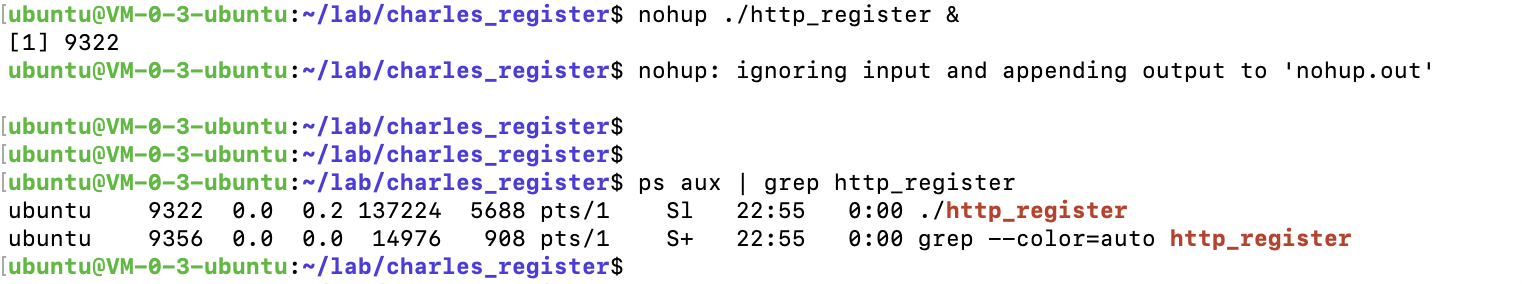 [ubuntu@VM-0-3-ubuntu:~/lab/charles_register$ nohup ./http_register &
[1] 9322
ubuntu@VM-0-3-ubuntu:~/lab/charles_register$ nohup: ignoring input and appending output to 'nohup.out'
[ubuntu@VM-0-3-ubuntu:~/lab/charles_register$
[ubuntu@VM-0-3-ubuntu:~/lab/charles_register$
[ubuntu@VM-0-3-ubuntu:~/lab/charles_register$ ps aux | grep http_register
ubuntu    9322  0.0  0.2 137224  5688 pts/1    Sl   22:55   0:00 ./http_register
ubuntu    9356  0.0  0.0  14976   908 pts/1    S+   22:55   0:00 grep --color=auto http_register
[ubuntu@VM-0-3-ubuntu:~/lab/charles_register$